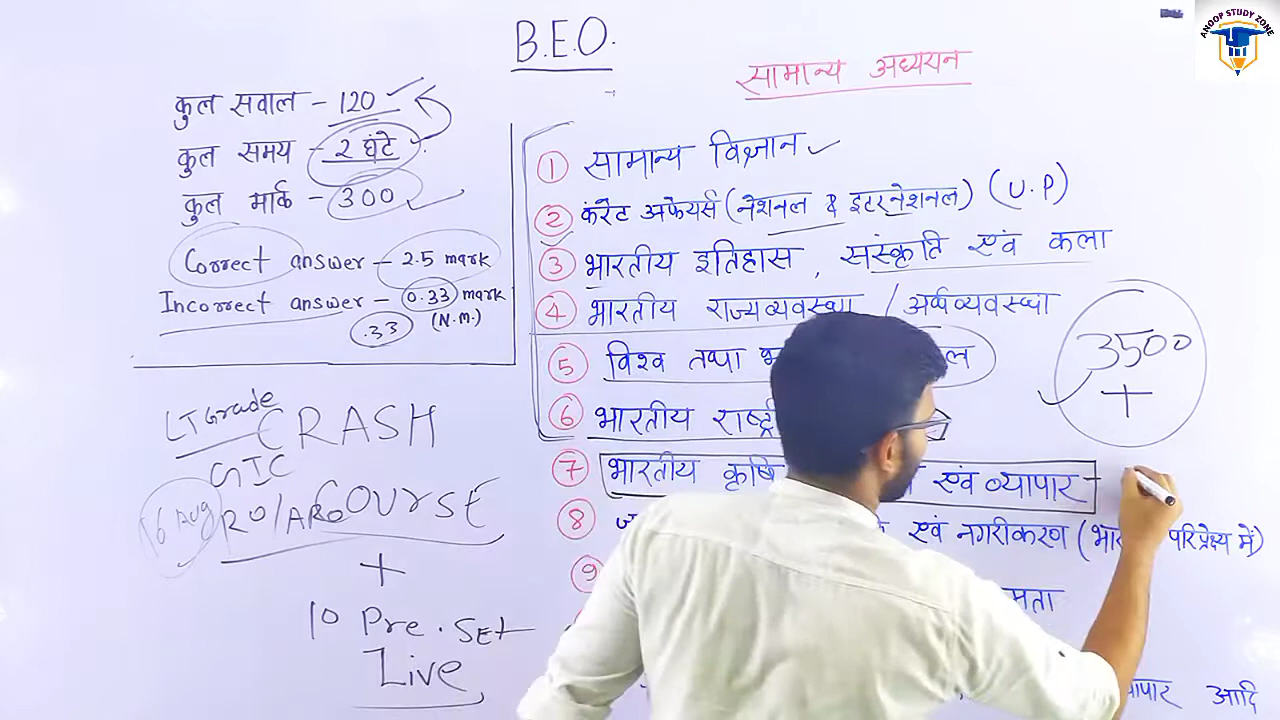 B.E.O.
ANOOP STUDY ZONE
सामान्य अध्ययन
कुल सवाल - 120
कुल समय - 2 घंटे
कुल मार्क - 300
Correct answer - 2.5 mark
Incorrect answer - 0.33 mark
.33 (N.M.)
LT Grade
CRASH
GIC
16 Aug RO/ARO COURSE
+
10 Pre. SET
Live
① सामान्य विज्ञान
② करेंट अफेयर्स (नेशनल & इटरनेशनल) (U.P)
③ भारतीय इतिहास , संस्कृति एवं कला
④ भारतीय राज्यव्यवस्था / अर्थव्यवस्था
⑤ विश्व तथा
⑥ भारतीय
⑦ भारतीय कृषि एवं व्यापार -
⑧ एवं नगरीकरण ( परिप्रेक्ष्य में)
⑨
आदि
3500
+